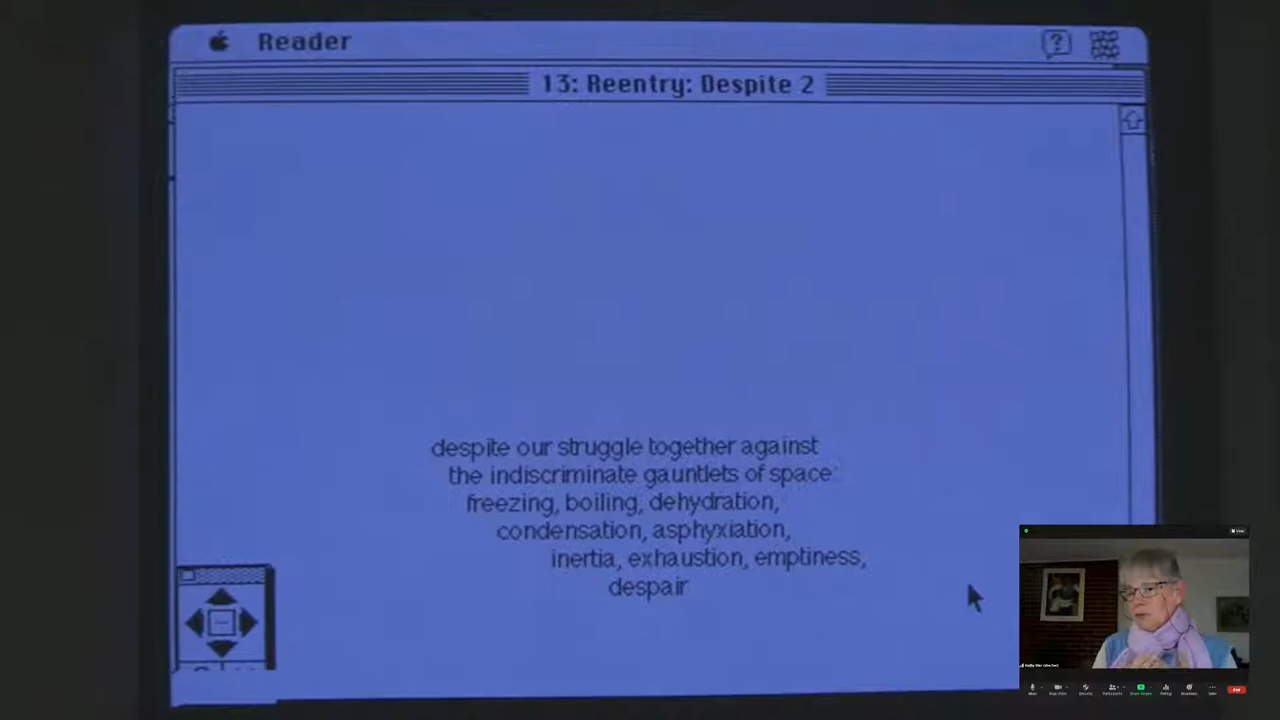 Reader
13: Reentry: Despite 2
despite our struggle together against
the indiscriminate gauntlets of space:
freezing, boiling, dehydration,
condensation, asphyxiation,
inertia, exhaustion, emptiness,
despair